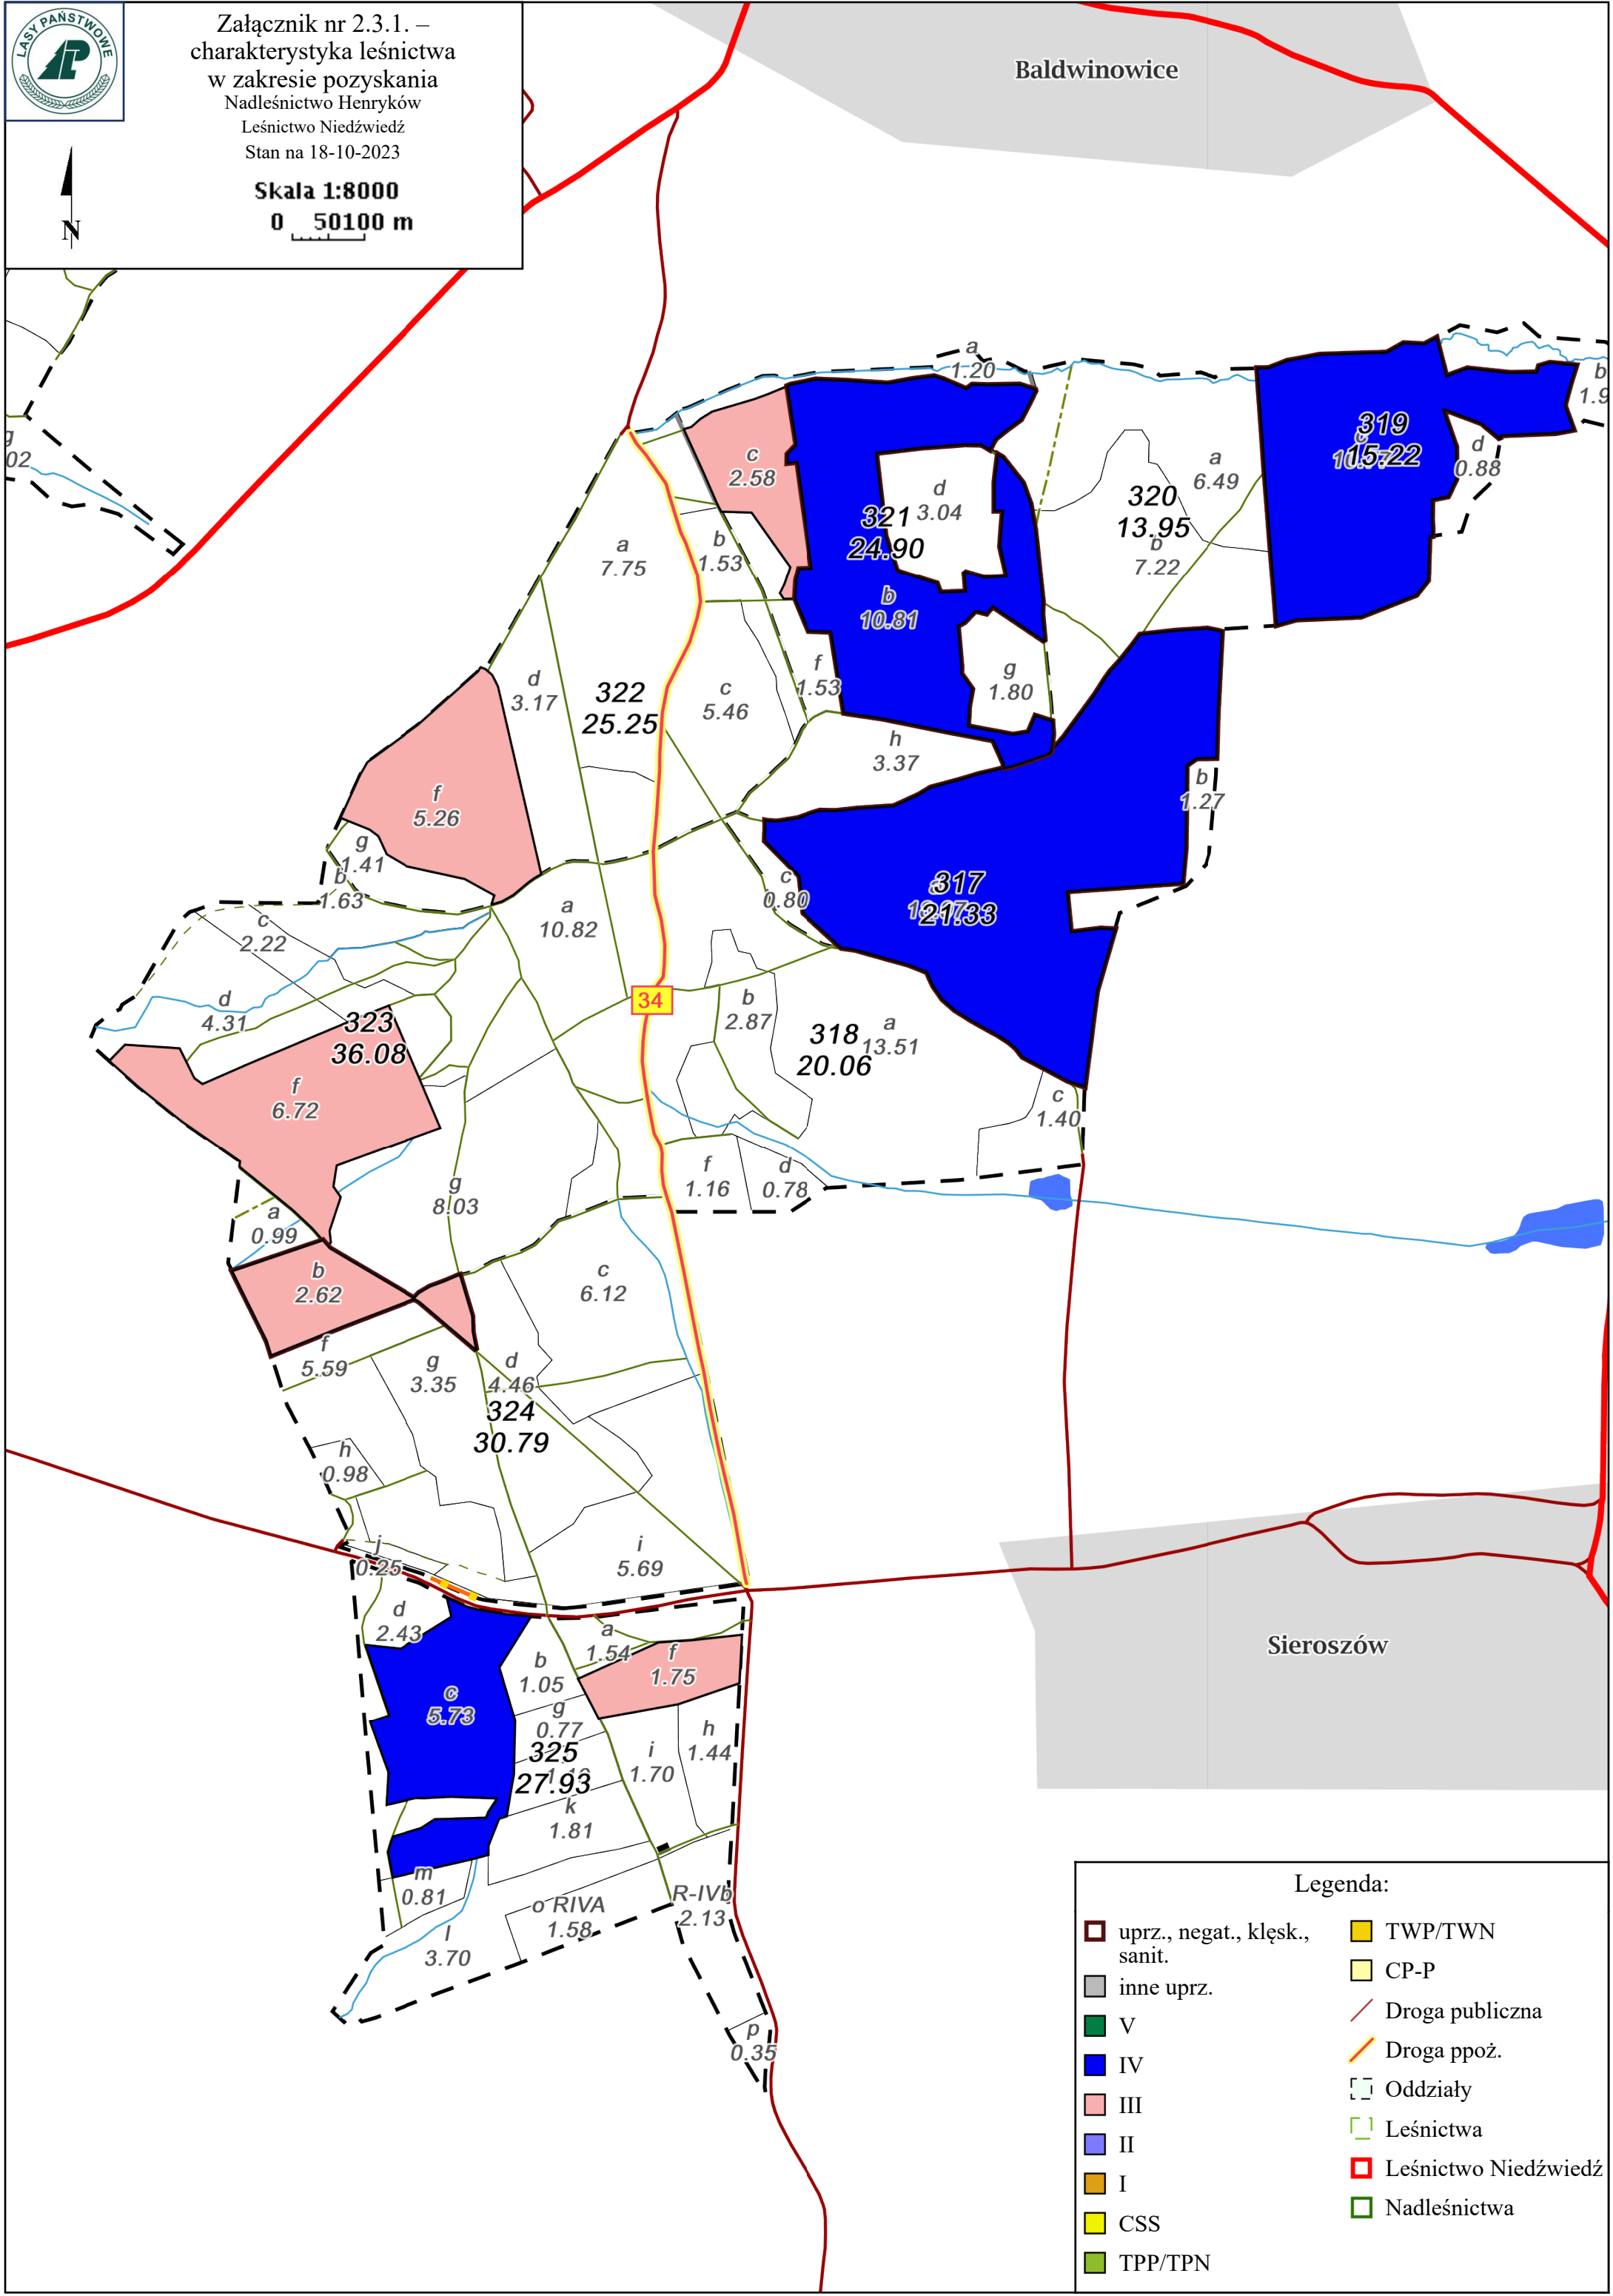 LASY PAŃSTWOWE
Załącznik nr 2.3.1. –
charakterystyka leśnictwa
w zakresie pozyskania
Nadleśnictwo Henryków
Leśnictwo Niedźwiedź
Stan na 18-10-2023
Skala 1:8000
0 50100 m
N
Baldwinowice
a
1.20
b
1.9
g
02
319
15.22
d
0.88
c
2.58
a
6.49
320
13.95
b
7.22
d
3.04
321
24.90
b
10.81
a
7.75
b
1.53
f
1.53
g
1.80
d
3.17
322
25.25
c
5.46
h
3.37
b
1.27
f
5.26
g
1.41
b
1.63
c
0.80
317
21.33
a
10.82
c
2.22
d
4.31
323
36.08
34
b
2.87
318
20.06
a
13.51
f
6.72
c
1.40
g
8.03
f
1.16
d
0.78
a
0.99
b
2.62
c
6.12
f
5.59
g
3.35
d
4.46
324
30.79
h
0.98
j
0.25
i
5.69
d
2.43
a
1.54
f
1.75
b
1.05
c
5.73
g
0.77
325
27.93
i
1.70
h
1.44
k
1.81
m
0.81
o RIVA
1.58
R-IVb
2.13
l
3.70
p
0.35
Sieroszów
Legenda:
uprz., negat., klęsk.,
sanit.
inne uprz.
V
IV
III
II
I
CSS
TPP/TPN
TWP/TWN
CP-P
Droga publiczna
Droga ppoż.
Oddziały
Leśnictwa
Leśnictwo Niedźwiedź
Nadleśnictwa